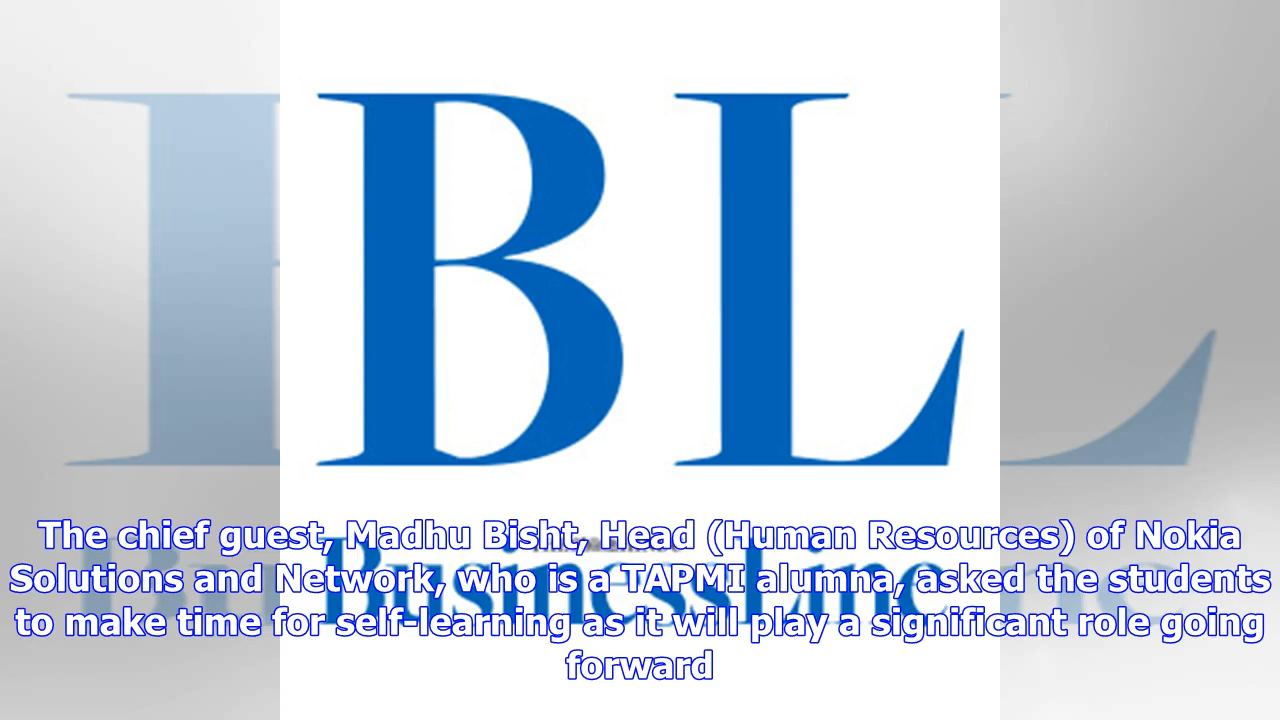 BL
BusinessLine
The chief guest, Madhu Bisht, Head (Human Resources) of Nokia
Solutions and Network, who is a TAPMI alumna, asked the students
to make time for self-learning as it will play a significant role going
forward